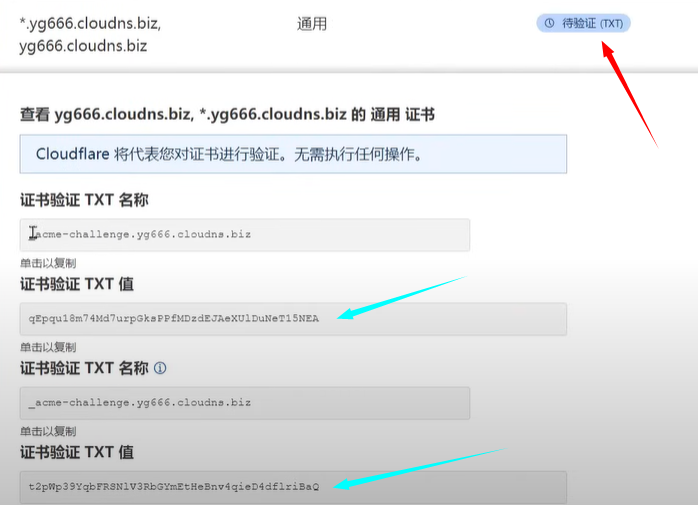 *.yg666.cloudns.biz, 通用 待验证 (TXT)
yg666.cloudns.biz
查看 yg666.cloudns.biz, *.yg666.cloudns.biz 的 通用 证书
Cloudflare 将代表您对证书进行验证。无需执行任何操作。
证书验证 TXT 名称
_acme-challenge.yg666.cloudns.biz
单击以复制
证书验证 TXT 值
qEpqu18m74Md7urpGksPPfMDzdEJAeXUlDuNeT15NEA
单击以复制
证书验证 TXT 名称
_acme-challenge.yg666.cloudns.biz
单击以复制
证书验证 TXT 值
t2pWp39YqbFRSNlV3RbGYmEtHeBnv4qieD4dflriBaQ